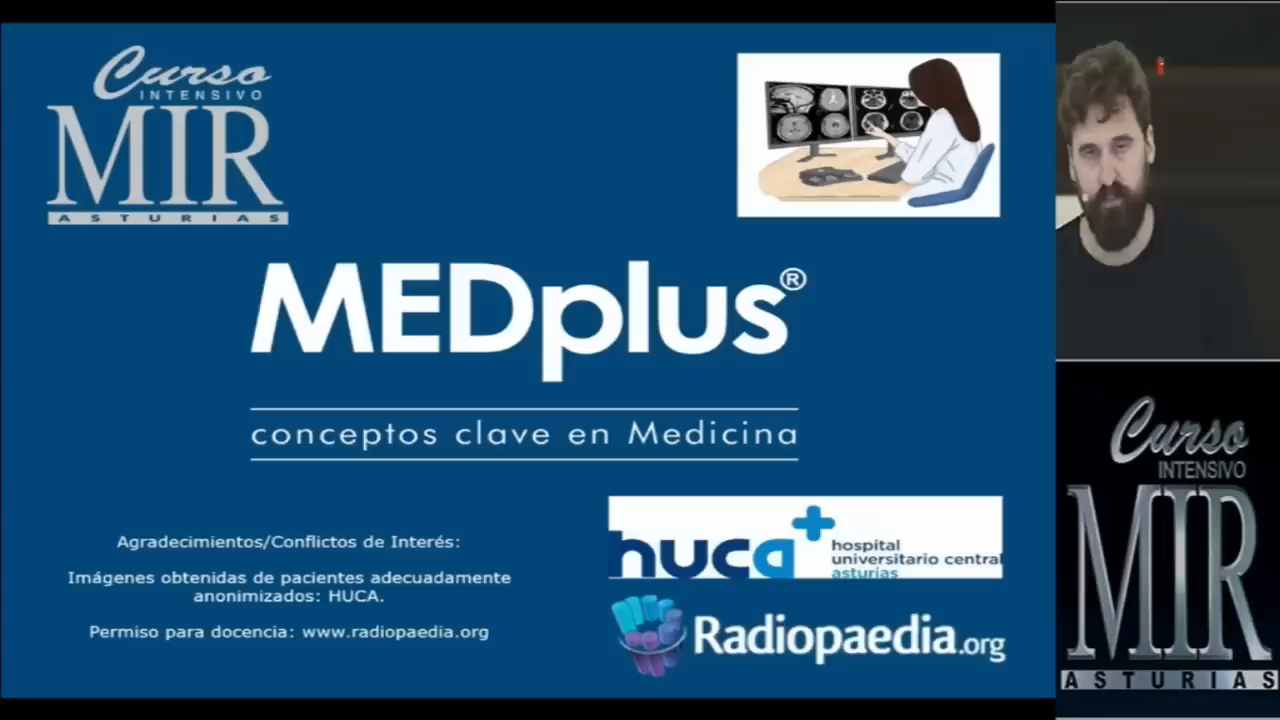 Curso
INTENSIVO
MIR
ASTURIAS
MEDplus®
conceptos clave en Medicina
Agradecimientos/Conflictos de Interés:
Imágenes obtenidas de pacientes adecuadamente
anonimizados: HUCA.
Permiso para docencia: www.radiopaedia.org
huca+
hospital
universitario central
asturias
Radiopaedia.org
Curso
INTENSIVO
MIR
ASTURIAS